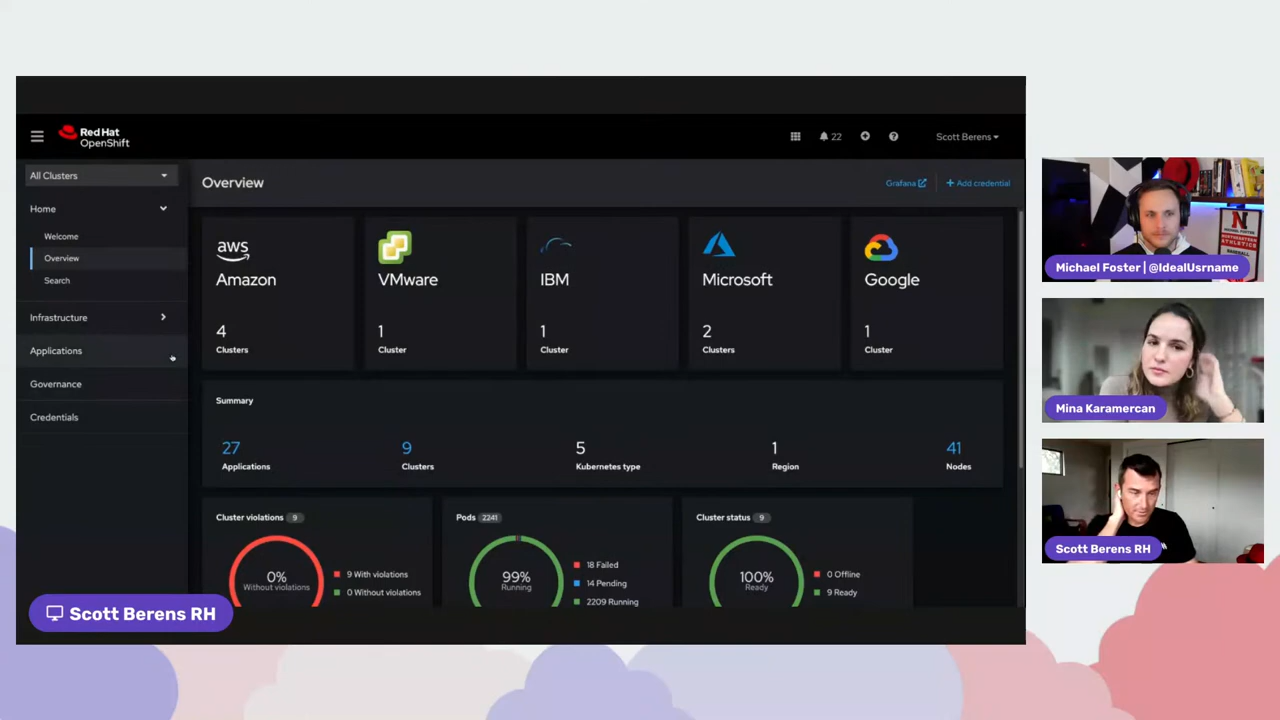 Red Hat
OpenShift
22
Scott Berens
All Clusters
Home
Welcome
Overview
Search
Infrastructure
Applications
Governance
Credentials
Overview
Grafana
Add credential
aws
Amazon
4
Clusters
VMware
1
Cluster
IBM
1
Cluster
Microsoft
2
Clusters
Google
1
Cluster
Summary
27
Applications
9
Clusters
5
Kubernetes type
1
Region
41
Nodes
Cluster violations 9
0%
Without violations
9 With violations
0 Without violations
Pods 2241
99%
Running
18 Failed
14 Pending
2209 Running
Cluster status 9
100%
Ready
0 Offline
9 Ready
Scott Berens RH
Michael Foster | @IdealUsrname
Mina Karamercan
Scott Berens RH